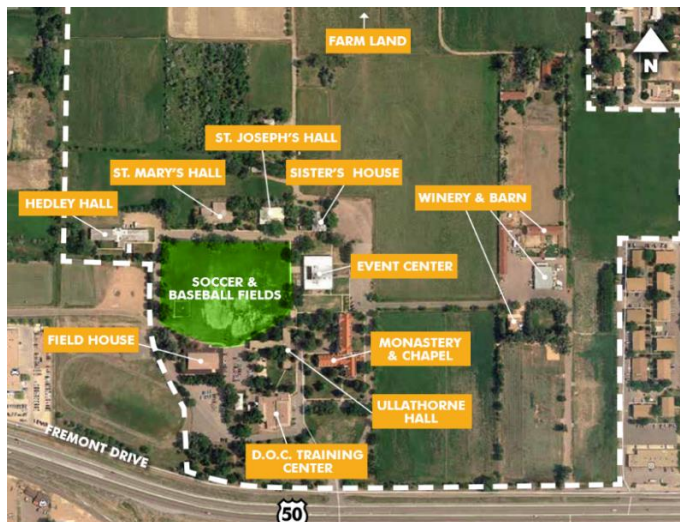 FARM LAND
N
ST. JOSEPH'S HALL
ST. MARY'S HALL
SISTER'S HOUSE
HEDLEY HALL
WINERY & BARN
EVENT CENTER
SOCCER &
BASEBALL FIELDS
FIELD HOUSE
MONASTERY
& CHAPEL
ULLATHORNE
HALL
FREMONT DRIVE
D.O.C. TRAINING
CENTER
50